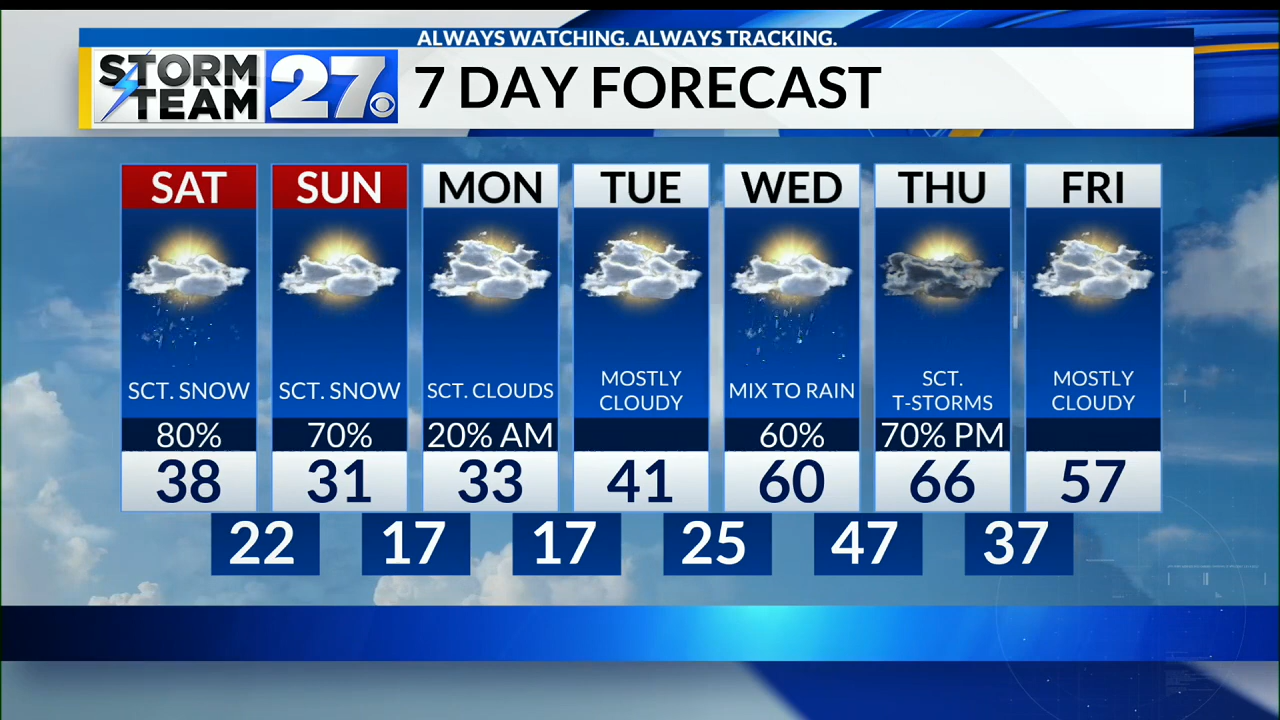 ALWAYS WATCHING. ALWAYS TRACKING.
STORM
TEAM
27
7 DAY FORECAST
SAT SUN MON TUE WED THU FRI
SCT. SNOW SCT. SNOW SCT. CLOUDS MOSTLY CLOUDY MIX TO RAIN SCT. T-STORMS MOSTLY CLOUDY
80% 70% 20% AM 60% 70% PM
38 31 33 41 60 66 57
22 17 17 25 47 37